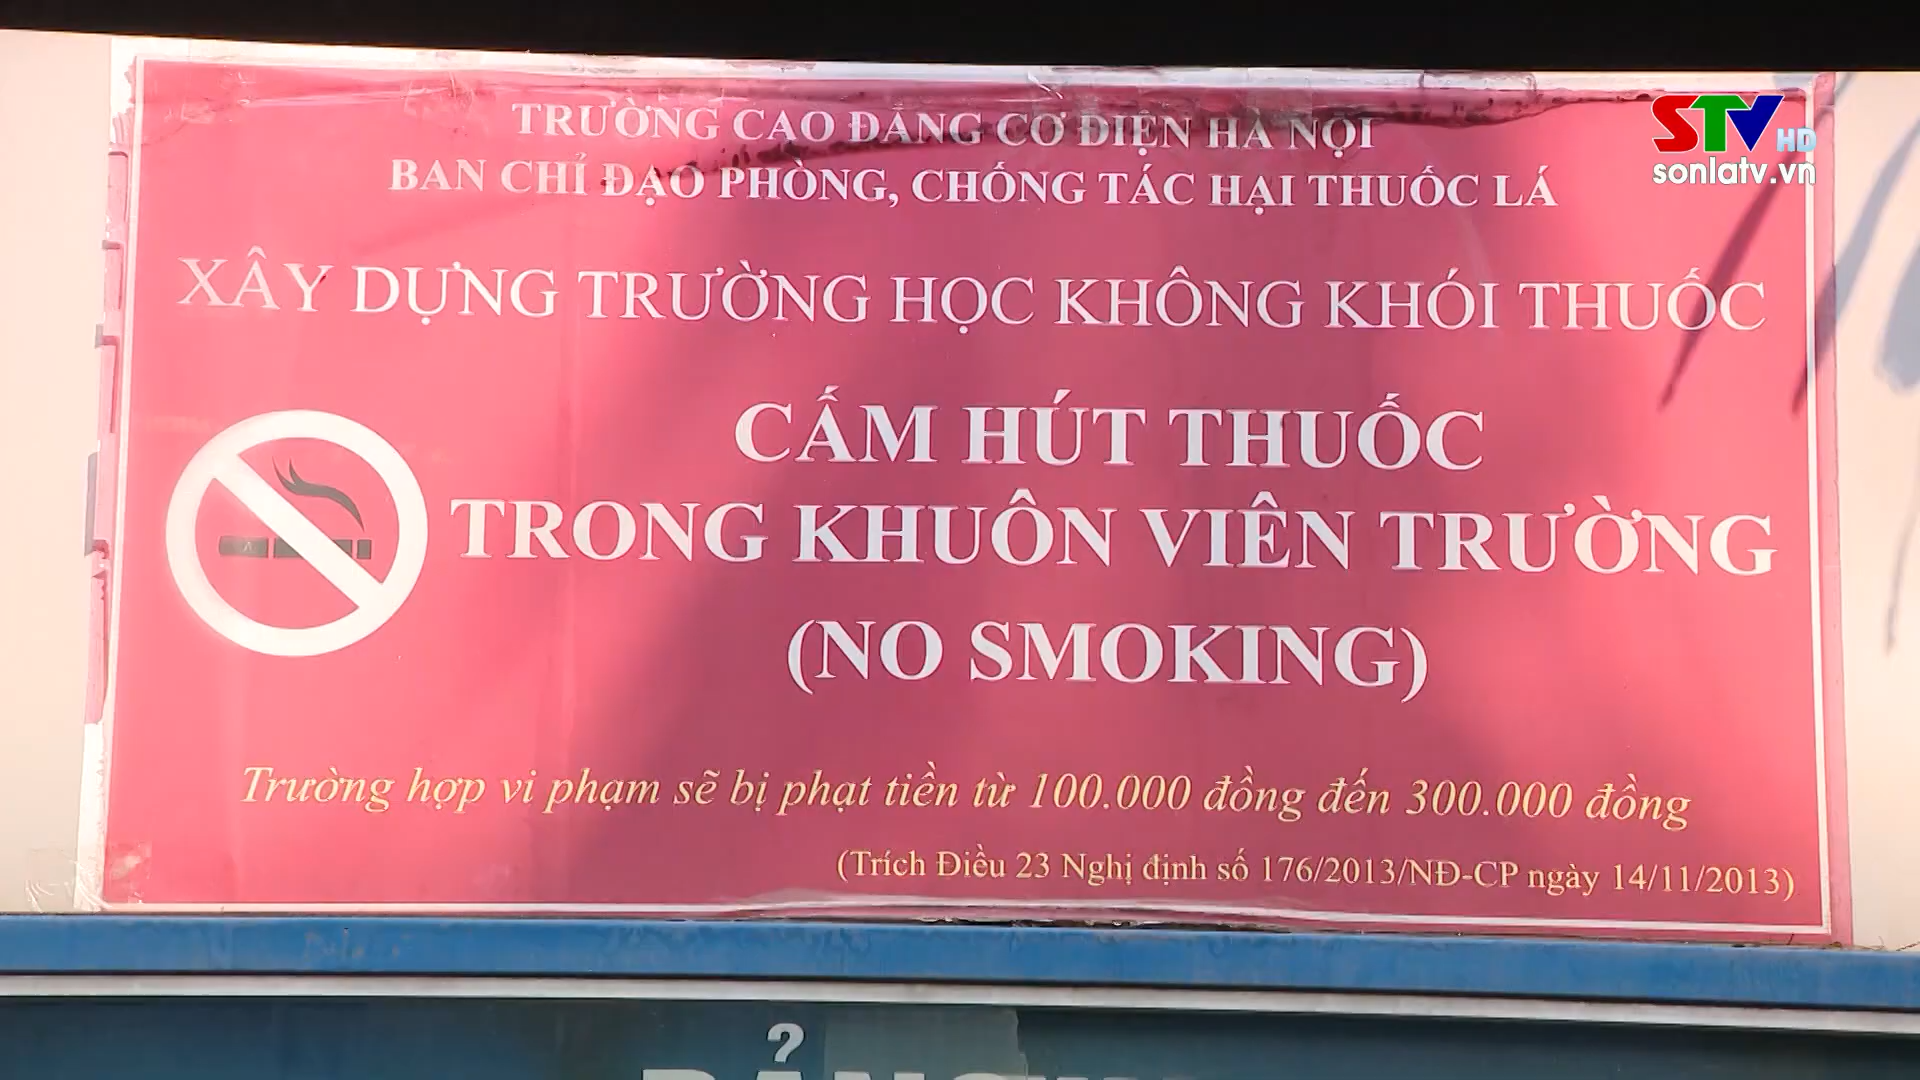 TRƯỜNG CAO ĐẲNG CƠ ĐIỆN HÀ NỘI
BAN CHỈ ĐẠO PHÒNG, CHỐNG TÁC HẠI THUỐC LÁ
STV HD
sonlatv.vn
XÂY DỰNG TRƯỜNG HỌC KHÔNG KHÓI THUỐC
CẤM HÚT THUỐC
TRONG KHUÔN VIÊN TRƯỜNG
(NO SMOKING)
Trường hợp vi phạm sẽ bị phạt tiền từ 100.000 đồng đến 300.000 đồng
(Trích Điều 23 Nghị định số 176/2013/NĐ-CP ngày 14/11/2013)